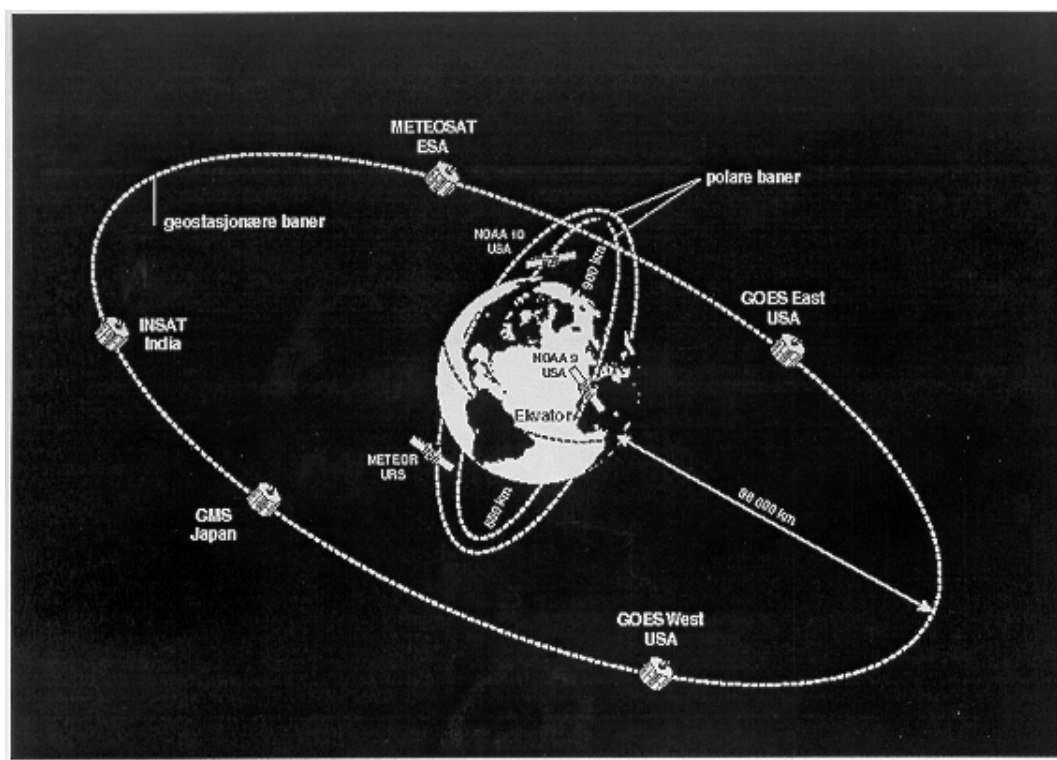 METEOSAT
ESA
polare baner
geostasjonære baner
NOAA 10
USA
900 km
GOES East
USA
INSAT
India
NOAA 9
USA
Ekvator
METEOR
URS
850 km
GMS
Japan
000 km
GOES West
USA